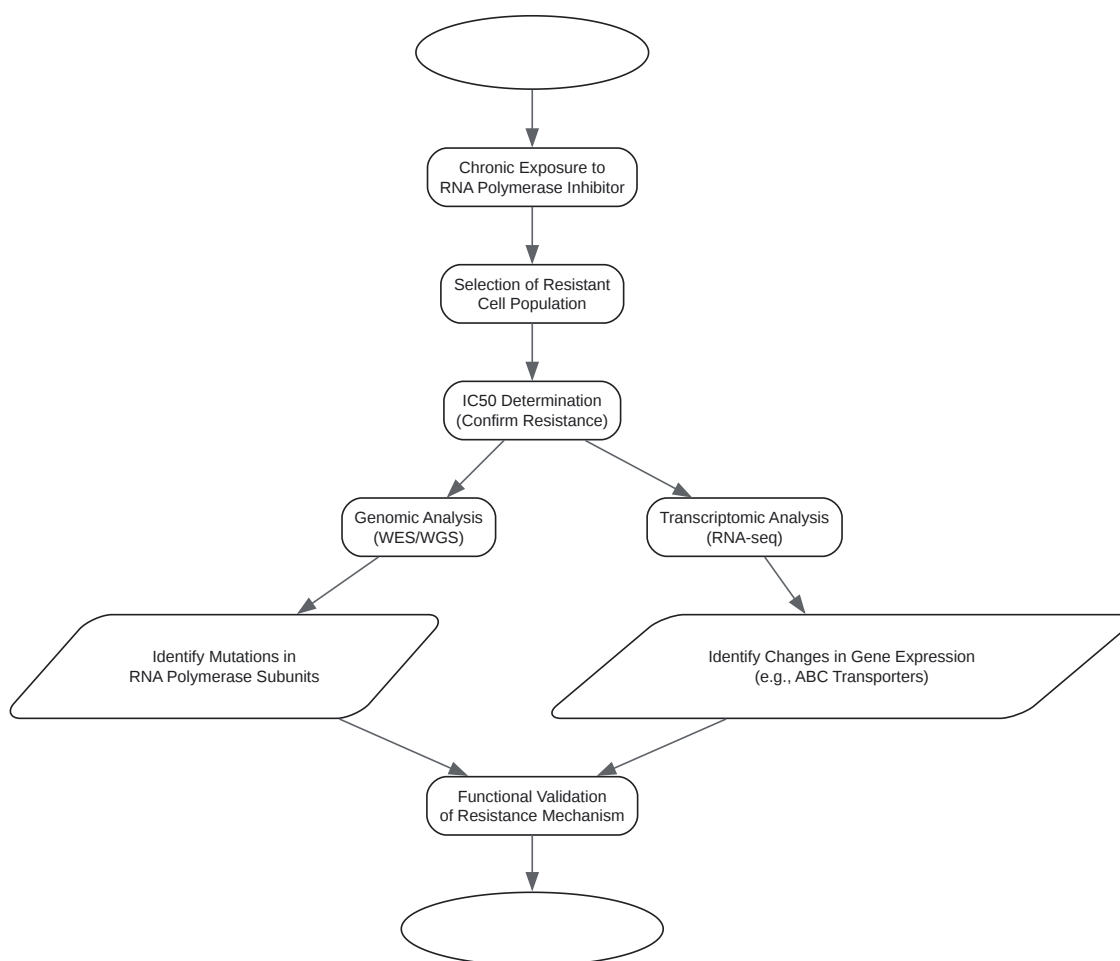 Chronic Exposure to
RNA Polymerase Inhibitor
Selection of Resistant
Cell Population
IC50 Determination
(Confirm Resistance)
Genomic Analysis
(WES/WGS)
Transcriptomic Analysis
(RNA-seq)
Identify Mutations in
RNA Polymerase Subunits
Identify Changes in Gene Expression
(e.g., ABC Transporters)
Functional Validation
of Resistance Mechanism